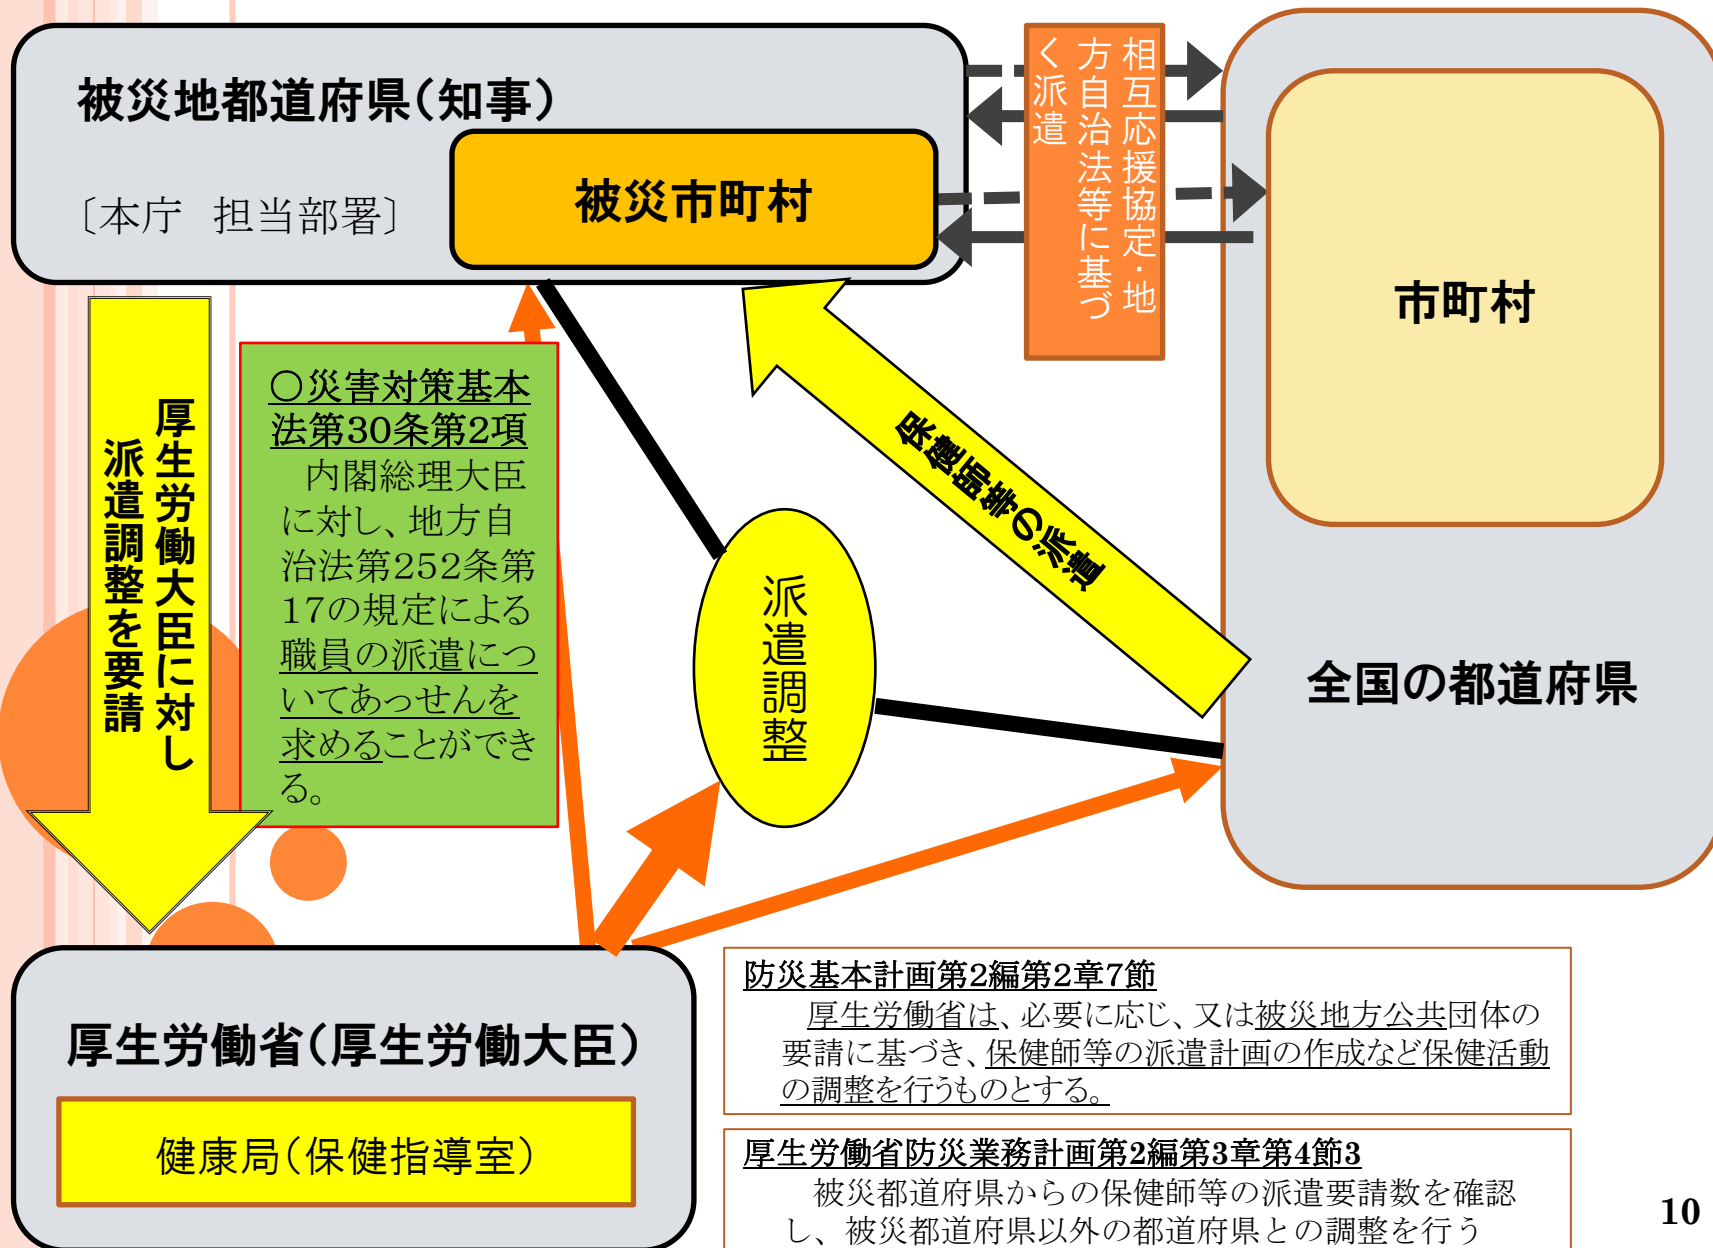 被災地都道府県（知事）
〔本庁　担当部署〕
被災市町村
相互応援協定・地
方自治法等に基づ
く派遣
市町村
全国の都道府県
厚生労働大臣に対し
派遣調整を要請
○災害対策基本
法第30条第2項
内閣総理大臣
に対し、地方自
治法第252条第
17の規定による
職員の派遣につ
いてあっせんを
求めることができ
る。
保健師等の派遣
派遣調整
厚生労働省（厚生労働大臣）
健康局（保健指導室）
防災基本計画第2編第2章7節
厚生労働省は、必要に応じ、又は被災地方公共団体の
要請に基づき、保健師等の派遣計画の作成など保健活動
の調整を行うものとする。
厚生労働省防災業務計画第2編第3章第4節3
被災都道府県からの保健師等の派遣要請数を確認
し、被災都道府県以外の都道府県との調整を行う
10